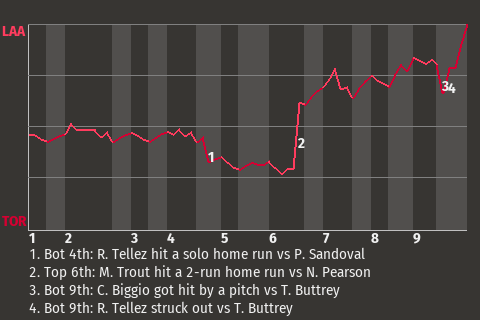 LAA
34
1
2
TOR
1 2 3 4 5 6 7 8 9
1. Bot 4th: R. Tellez hit a solo home run vs P. Sandoval
2. Top 6th: M. Trout hit a 2-run home run vs N. Pearson
3. Bot 9th: C. Biggio got hit by a pitch vs T. Buttrey
4. Bot 9th: R. Tellez struck out vs T. Buttrey